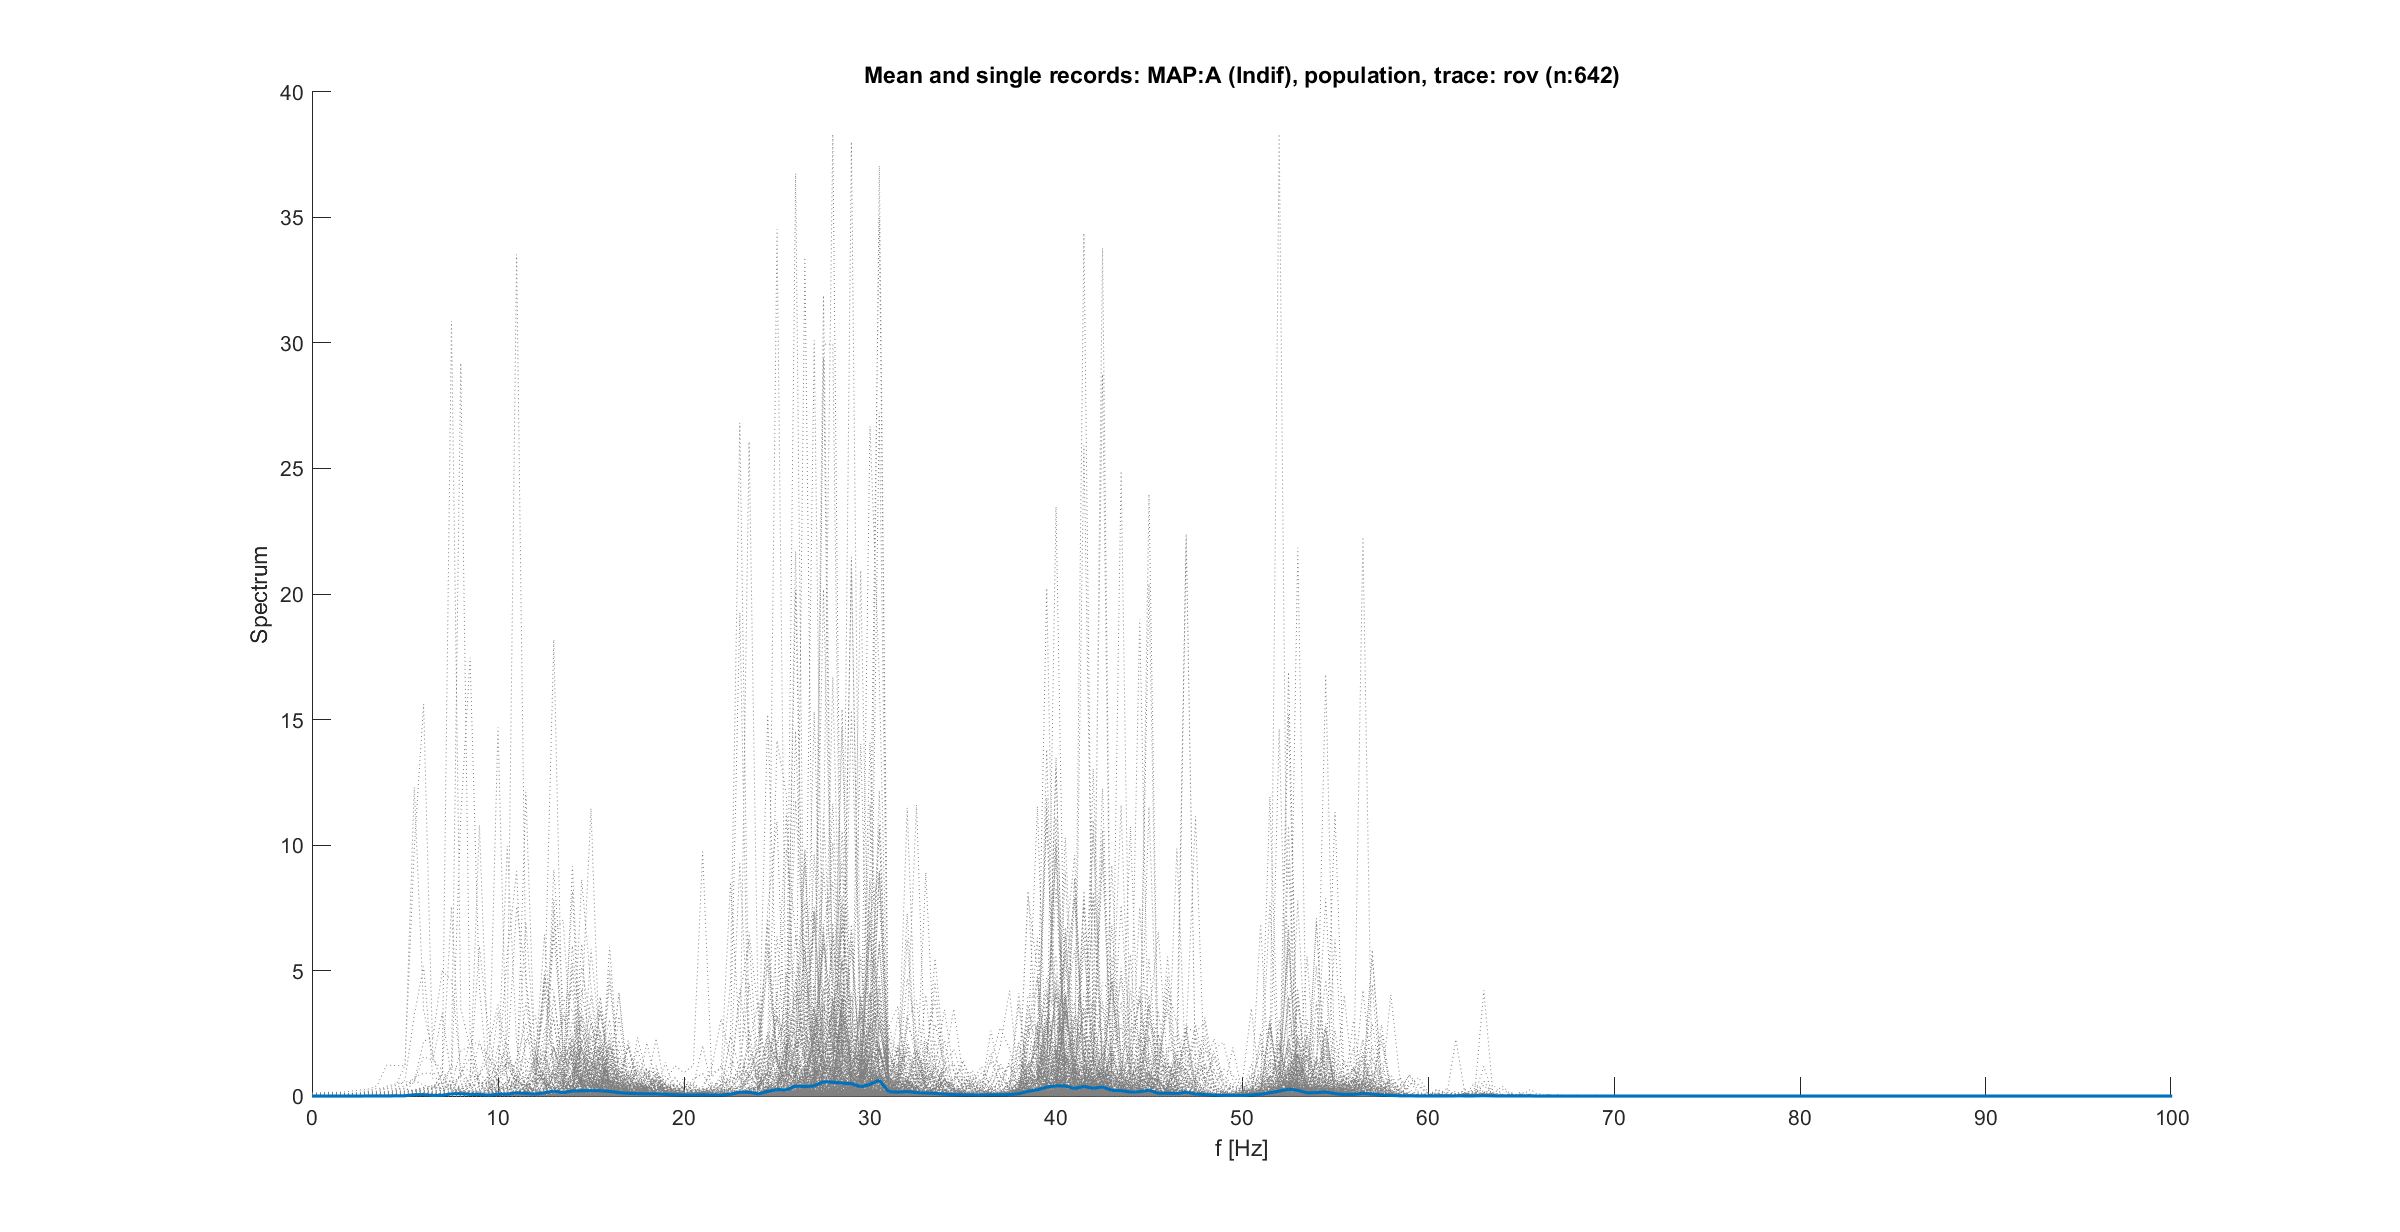 Mean and single records: MAP:A (Indif), population, trace: rov (n:642)
40
35
30
25
20
15
10
5
0
Spectrum
0 10 20 30 40 50 60 70 80 90 100
f [Hz]